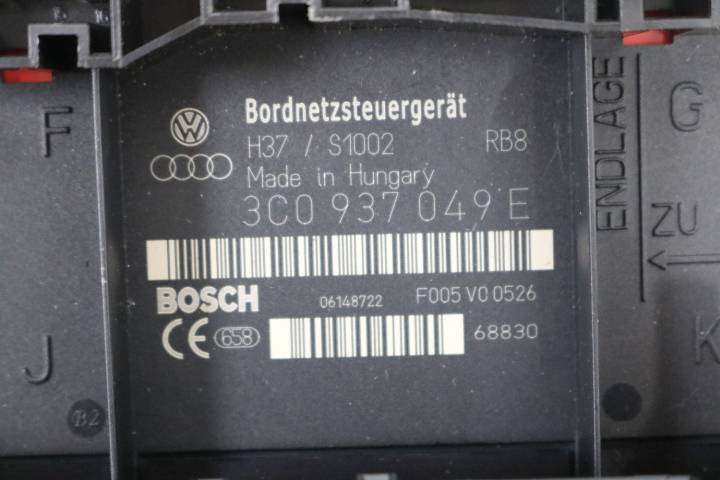 Bordnetzsteuergerät
H37 / S1002 RB8
Made in Hungary
3C0 937 049 E
BOSCH 06148722 F005 V0 0526
CE 658 68830
F
J
B2
ENDLAGE
G
ZU
K